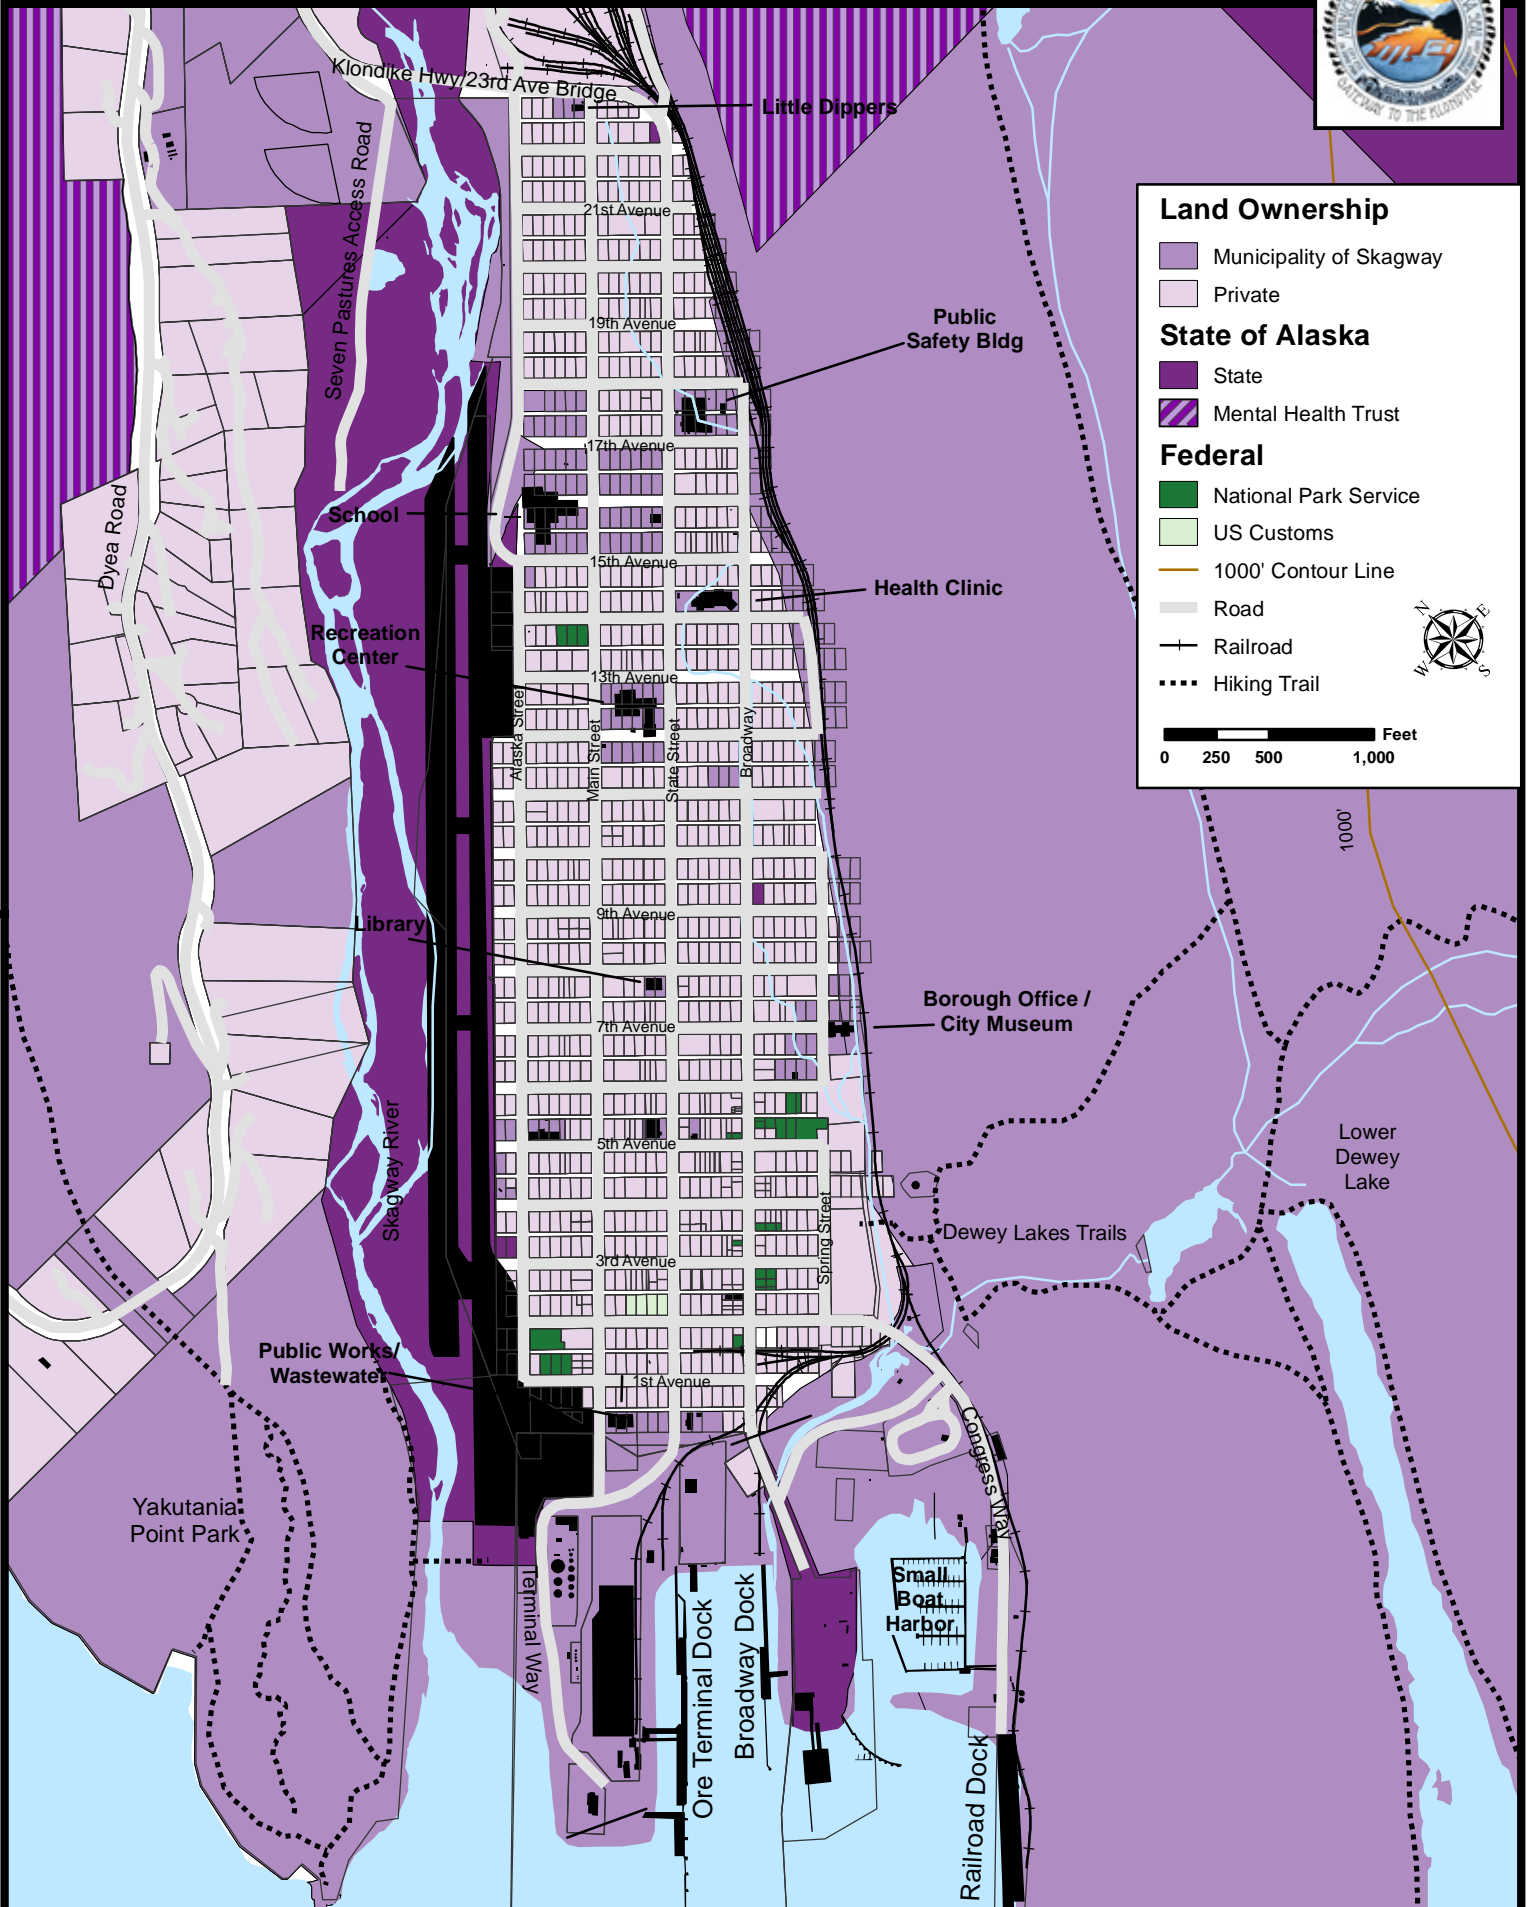 GATEWAY TO THE KLONDIKE
Klondike Hwy/23rd Ave Bridge
Little Dippers
Seven Pastures Access Road
21st Avenue
19th Avenue
Public
Safety Bldg
17th Avenue
School
Dyea Road
15th Avenue
Health Clinic
Recreation
Center
13th Avenue
Alaska Street
Main Street
State Street
Broadway
Library
9th Avenue
Borough Office /
City Museum
7th Avenue
Skagway River
5th Avenue
Lower
Dewey
Lake
Spring Street
Dewey Lakes Trails
3rd Avenue
Public Works/
Wastewater
1st Avenue
Congress Way
Yakutania
Point Park
Terminal Way
Ore Terminal Dock
Broadway Dock
Small
Boat
Harbor
Railroad Dock
1000'
Land Ownership
Municipality of Skagway
Private
State of Alaska
State
Mental Health Trust
Federal
National Park Service
US Customs
1000' Contour Line
Road
Railroad
Hiking Trail
N
E
W
S
Feet
0 250 500 1,000